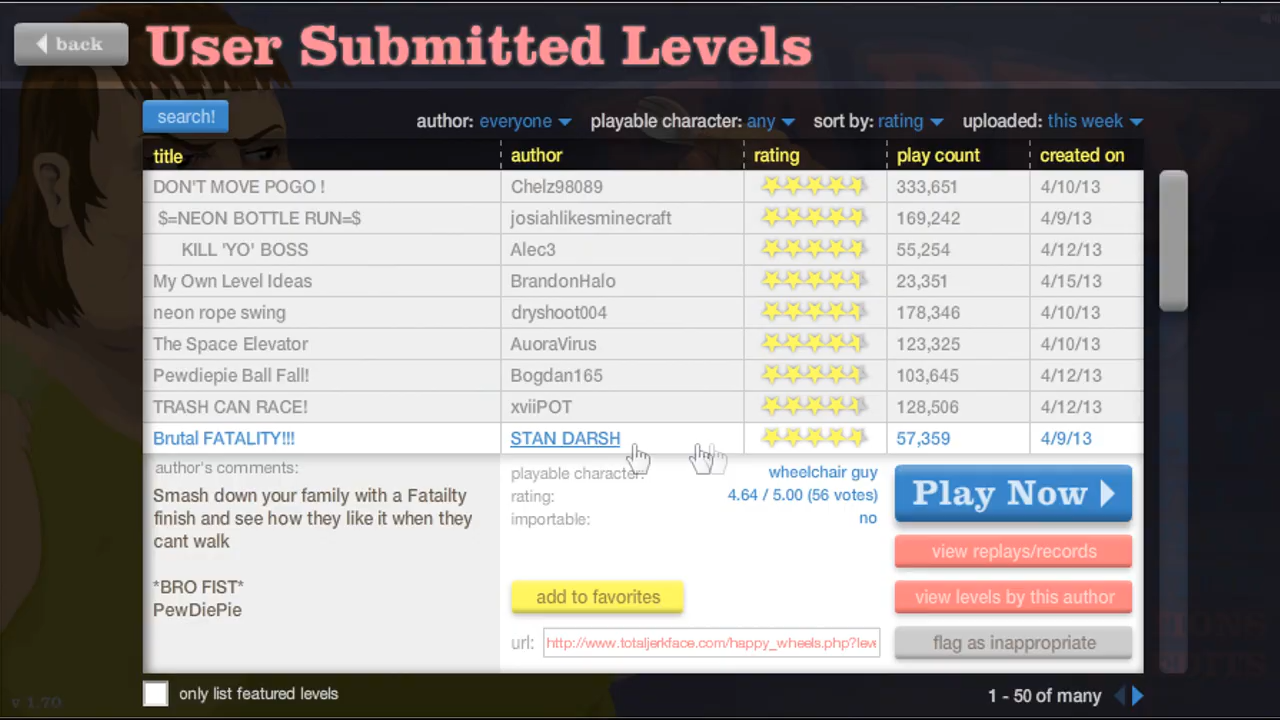 back
User Submitted Levels
search!
author: everyone playable character: any sort by: rating uploaded: this week
title author rating play count created on
DON'T MOVE POGO ! Chelz98089 333,651 4/10/13
$=NEON BOTTLE RUN=$ josiahlikesminecraft 169,242 4/9/13
KILL 'YO' BOSS Alec3 55,254 4/12/13
My Own Level Ideas BrandonHalo 23,351 4/15/13
neon rope swing dryshoot004 178,346 4/10/13
The Space Elevator AuoraVirus 123,325 4/10/13
Pewdiepie Ball Fall! Bogdan165 103,645 4/12/13
TRASH CAN RACE! xviiPOT 128,506 4/12/13
Brutal FATALITY!!! STAN DARSH 57,359 4/9/13
author's comments:
Smash down your family with a Fatailty
finish and see how they like it when they
cant walk
*BRO FIST*
PewDiePie
playable character: wheelchair guy
rating: 4.64 / 5.00 (56 votes)
importable: no
add to favorites
url: http://www.totaljerkface.com/happy_wheels.php?lev
Play Now
view replays/records
view levels by this author
flag as inappropriate
v 1.70
only list featured levels
1 - 50 of many